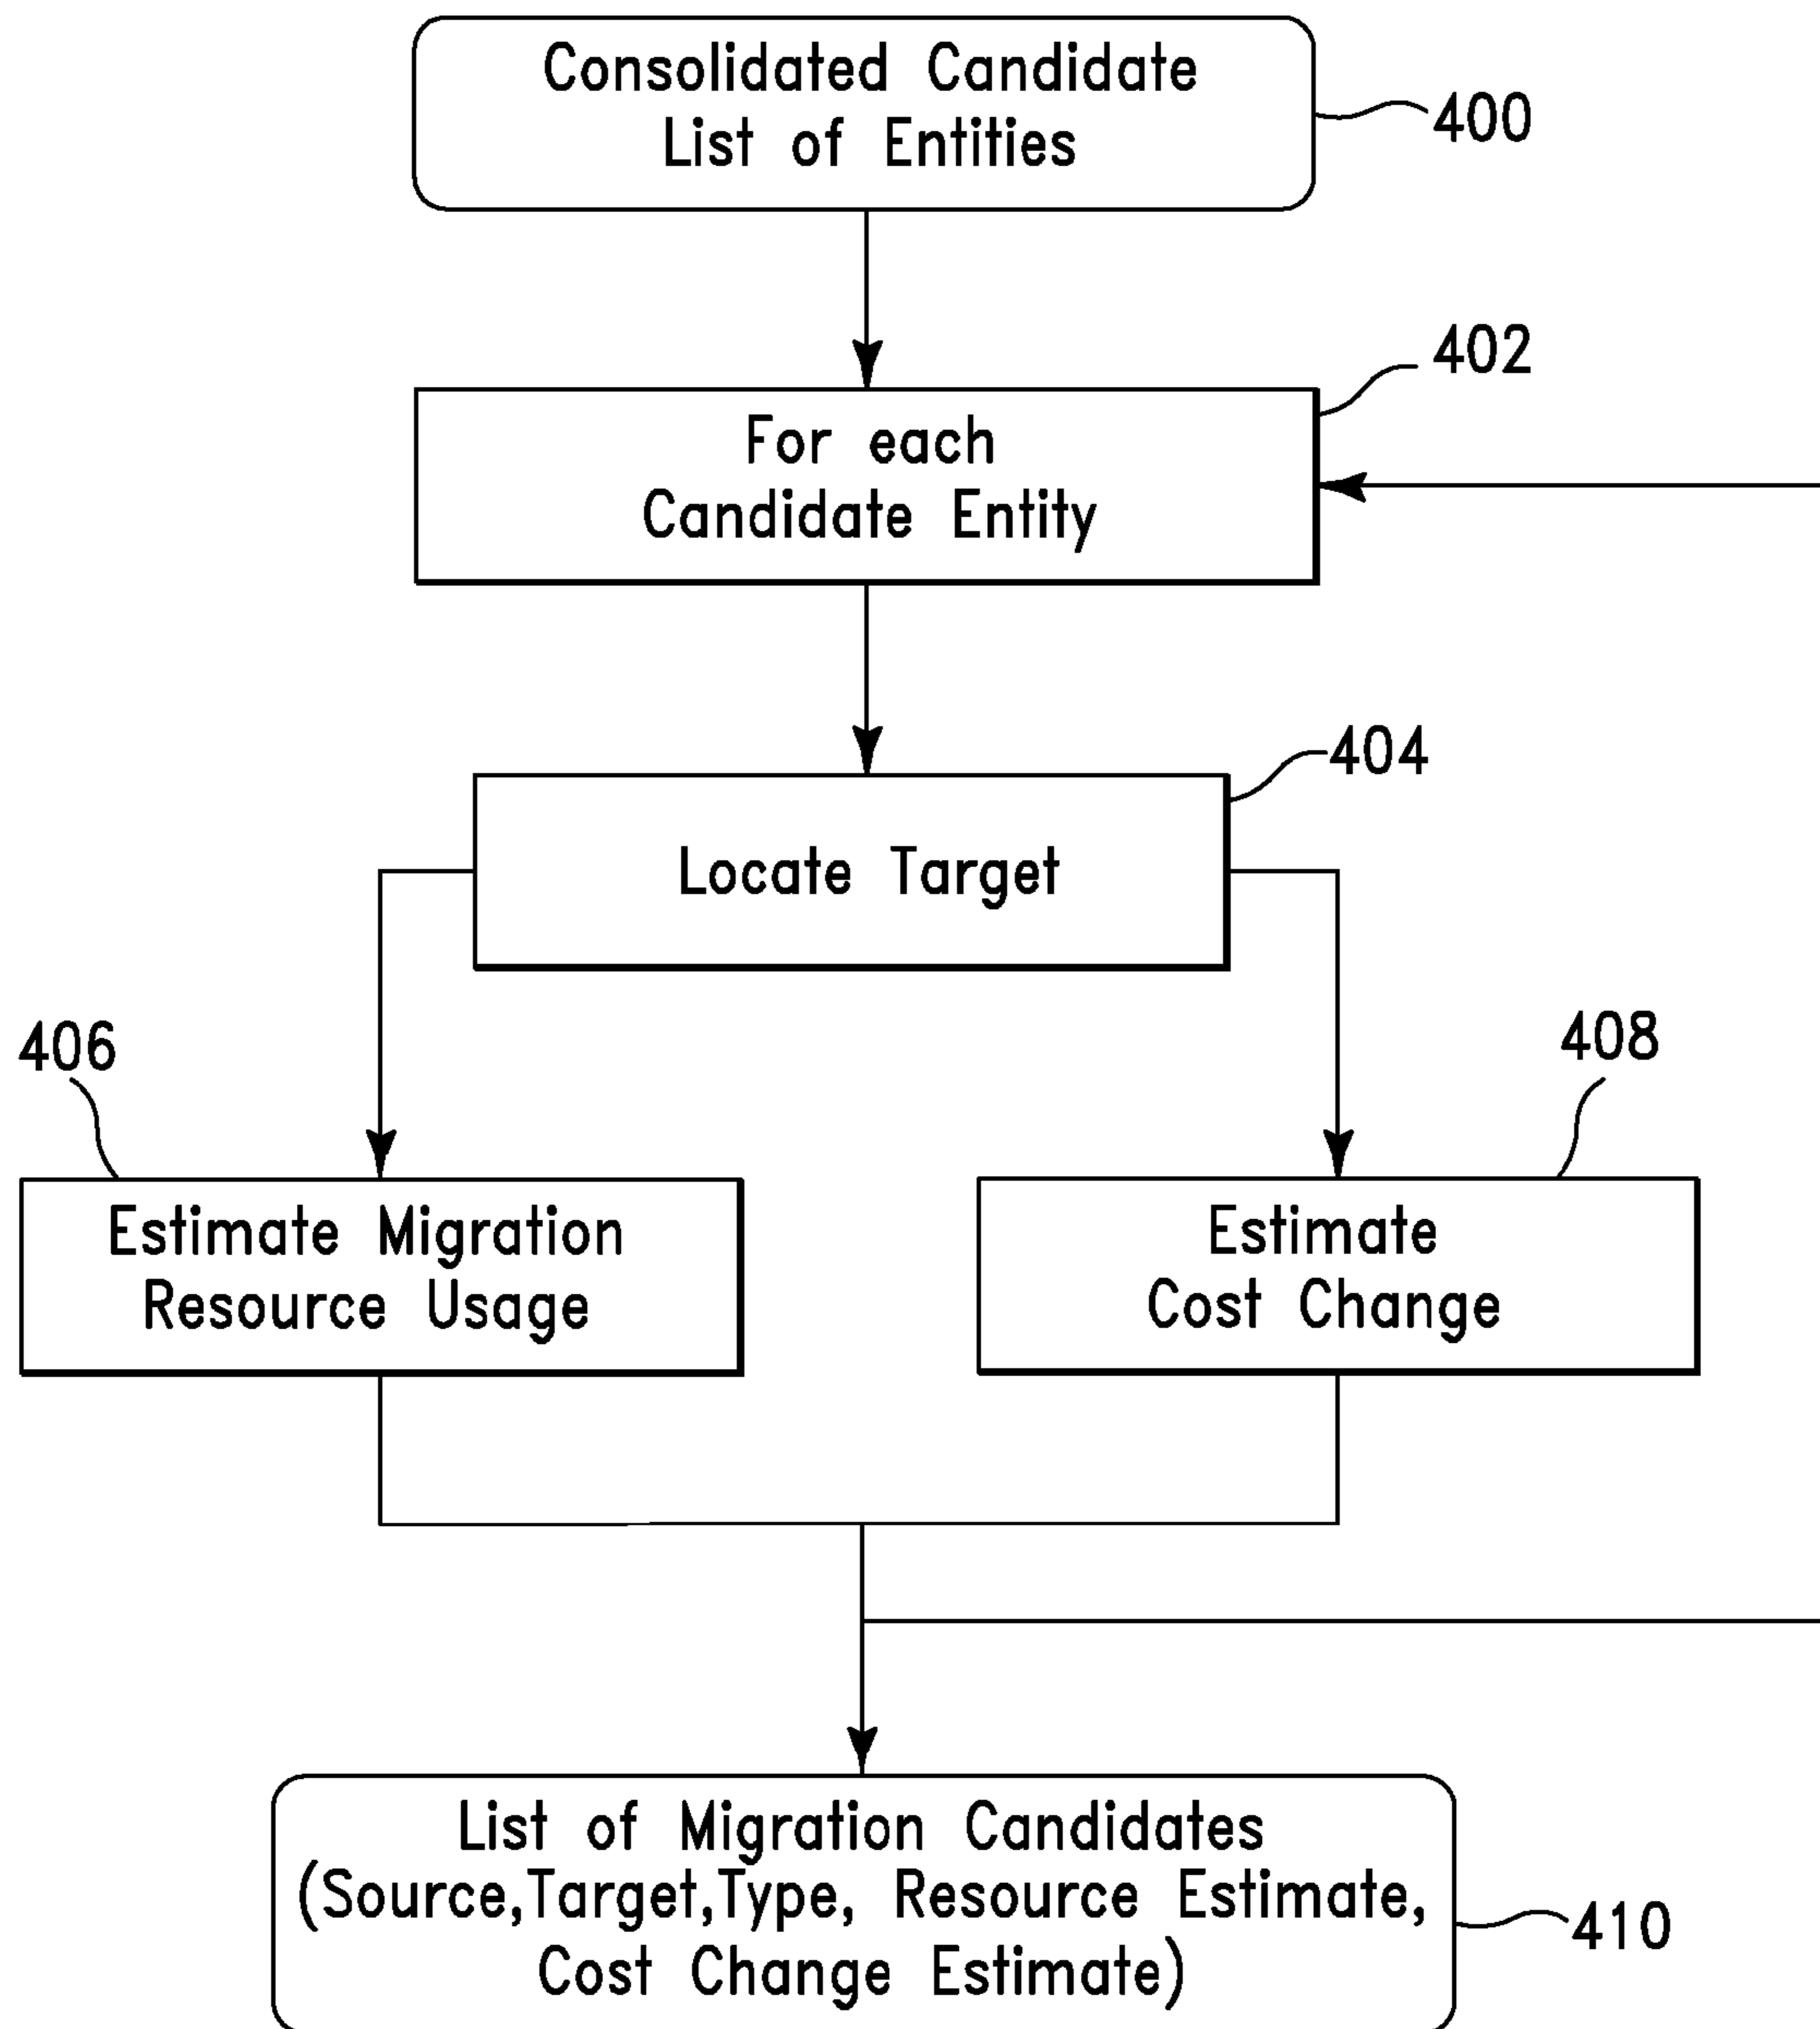 Consolidated Candidate
List of Entities
400
402
For each
Candidate Entity
404
Locate Target
406
408
Estimate Migration
Resource Usage
Estimate
Cost Change
List of Migration Candidates
(Source,Target,Type, Resource Estimate,
Cost Change Estimate)
410